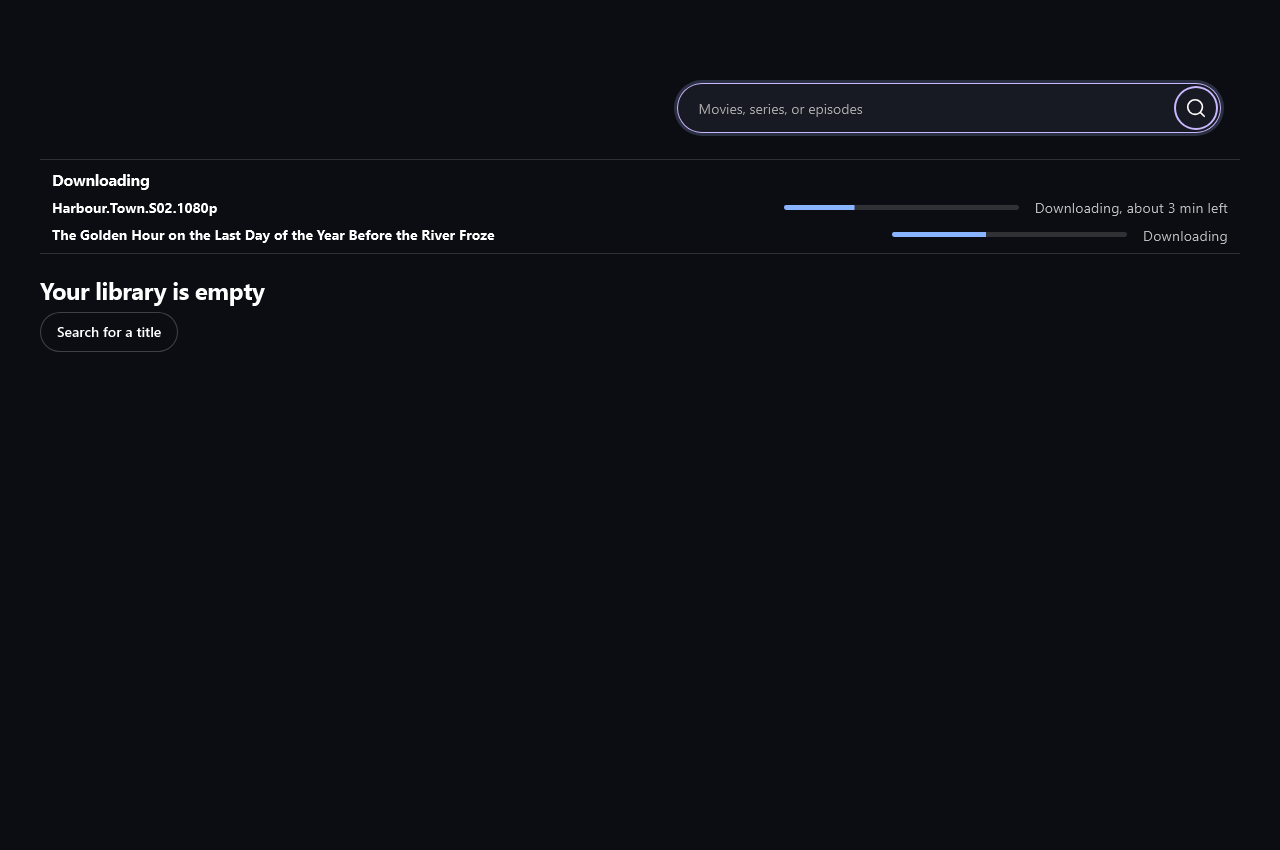 Movies, series, or episodes
Downloading
Harbour.Town.S02.1080p
Downloading, about 3 min left
The Golden Hour on the Last Day of the Year Before the River Froze
Downloading
Your library is empty
Search for a title